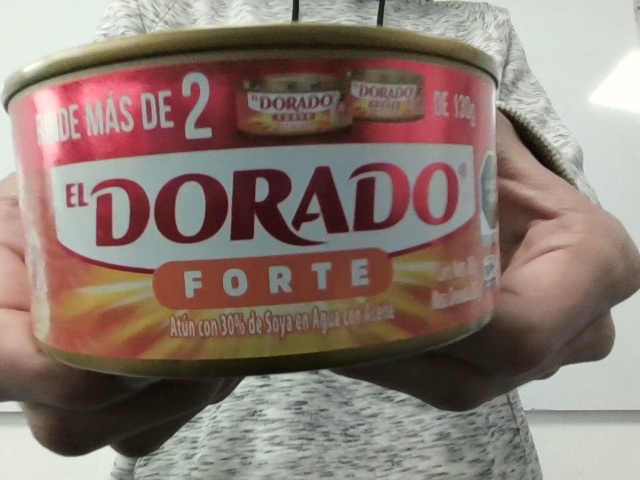 DE MÁS DE 2
EL DORADO
FORTE
EL DORADO
FORTE
DE 130g
EL DORADO®
FORTE
Atún con 30% de Soya en Agua con Aceite